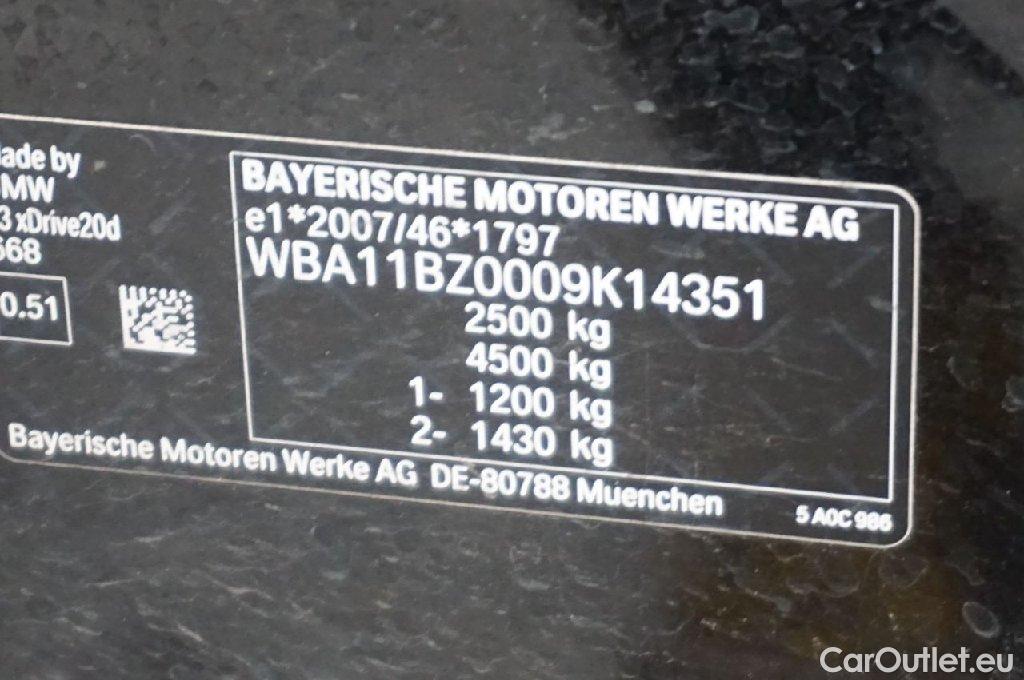 ade by
MW
3 xDrive20d
668
0.51
BAYERISCHE MOTOREN WERKE AG
e1*2007/46*1797
WBA11BZ0009K14351
2500 kg
4500 kg
1- 1200 kg
2- 1430 kg
Bayerische Motoren Werke AG DE-80788 Muenchen
5 A0C 986
CarOutlet.eu